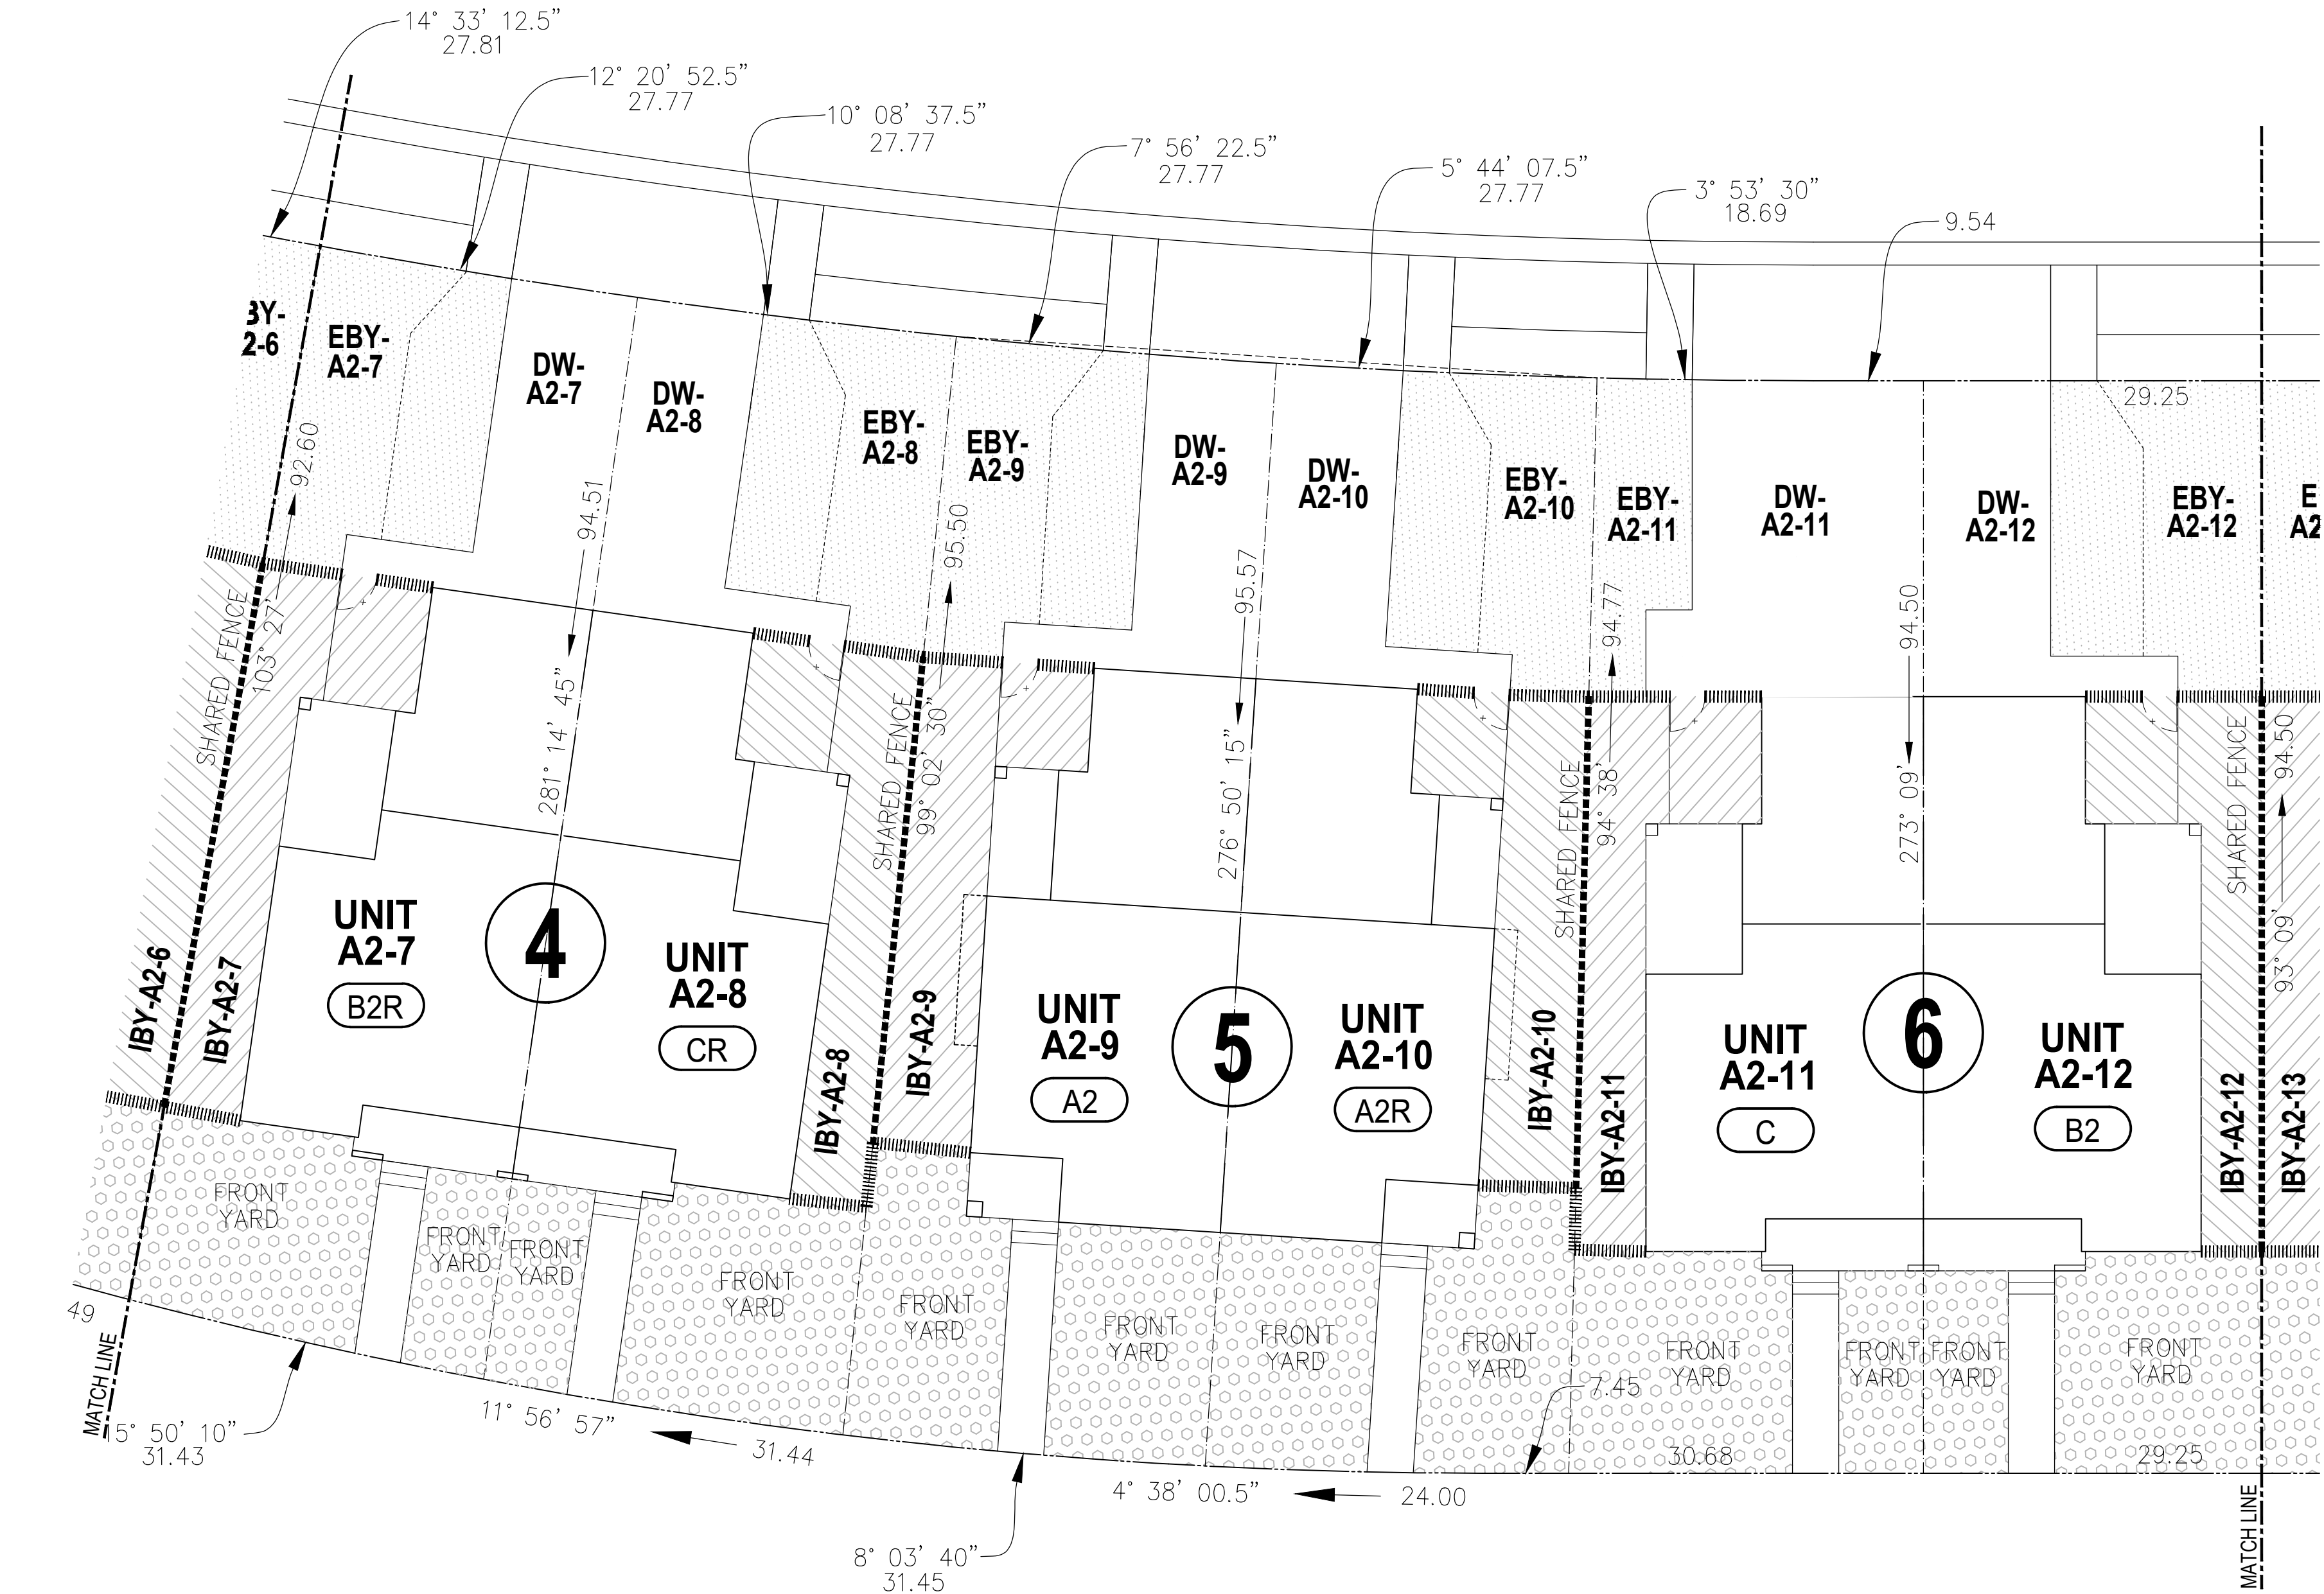 14° 33' 12.5"
27.81
12° 20' 52.5"
27.77
10° 08' 37.5"
27.77
7° 56' 22.5"
27.77
5° 44' 07.5"
27.77
3° 53' 30"
18.69
9.54
29.25
BY-
2-6
EBY-
A2-7
DW-
A2-7
DW-
A2-8
EBY-
A2-8
EBY-
A2-9
DW-
A2-9
DW-
A2-10
EBY-
A2-10
EBY-
A2-11
DW-
A2-11
DW-
A2-12
EBY-
A2-12
E
A2
92.60
103° 27'
SHARED FENCE
94.51
281° 14' 45"
95.50
99° 02' 30"
SHARED FENCE
95.57
276° 50' 15"
94.77
94° 38'
SHARED FENCE
94.50
273° 09'
SHARED FENCE
94.50
93° 09'
IBY-A2-6
IBY-A2-7
UNIT
A2-7
B2R
4
UNIT
A2-8
CR
IBY-A2-8
IBY-A2-9
UNIT
A2-9
A2
5
UNIT
A2-10
A2R
IBY-A2-10
IBY-A2-11
UNIT
A2-11
C
6
UNIT
A2-12
B2
IBY-A2-12
IBY-A2-13
FRONT
YARD
FRONT
YARD
FRONT
YARD
FRONT
YARD
FRONT
YARD
FRONT
YARD
FRONT
YARD
FRONT
YARD
FRONT
YARD
FRONT
YARD
FRONT
YARD
FRONT
YARD
49
MATCH LINE
15° 50' 10"
31.43
11° 56' 57"
31.44
8° 03' 40"
31.45
4° 38' 00.5"
24.00
7.45
30.68
29.25
MATCH LINE